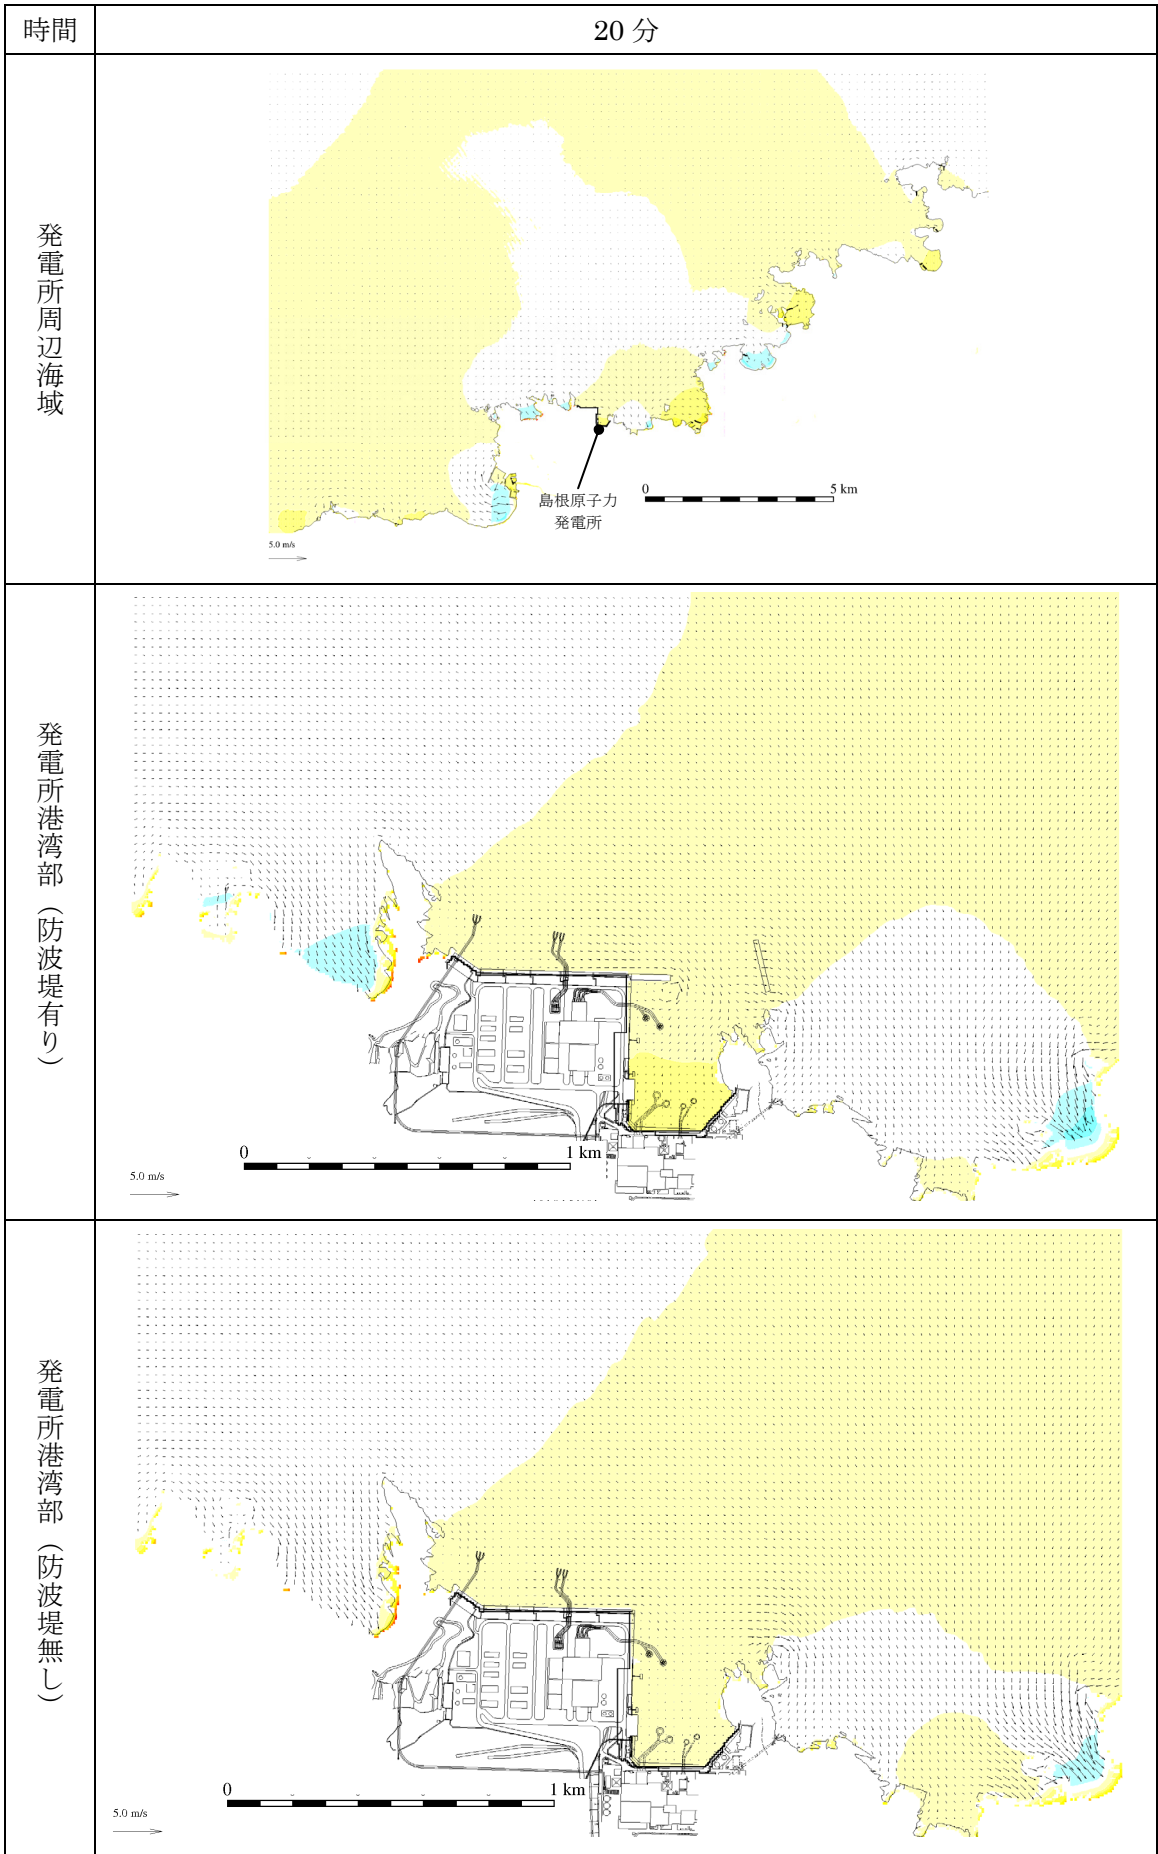 時間
20 分
発電所周辺海域
島根原子力
発電所
0
5 km
5.0 m/s
発電所港湾部（防波堤有り）
0
1 km
5.0 m/s
発電所港湾部（防波堤無し）
0
1 km
5.0 m/s